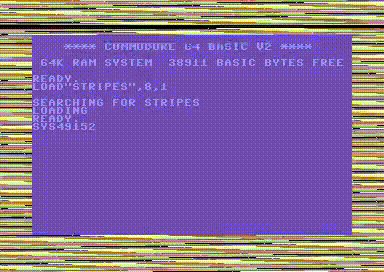 **** COMMODORE 64 BASIC V2 ****
64K RAM SYSTEM  38911 BASIC BYTES FREE
READY.
LOAD"STRIPES",8,1
SEARCHING FOR STRIPES
LOADING
READY.
SYS49152